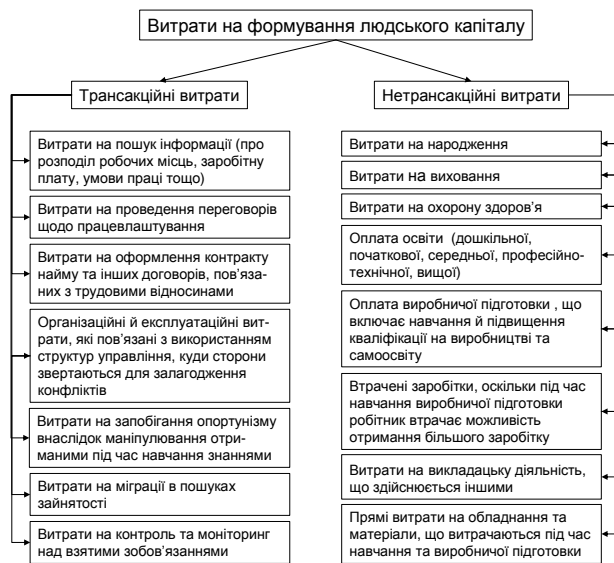 Витрати на формування людського капіталу
Трансакційні витрати
Витрати на пошук інформації (про
розподіл робочих місць, заробітну
плату, умови праці тощо)
Витрати на проведення переговорів
щодо працевлаштування
Витрати на оформлення контракту
найму та інших договорів, пов’яза-
них з трудовими відносинами
Організаційні й експлуатаційні вит-
рати, які пов’язані з використанням
структур управління, куди сторони
звертаються для залагодження
конфліктів
Витрати на запобігання опортунізму
внаслідок маніпулювання отри-
маними під час навчання знаннями
Витрати на міграції в пошуках
зайнятості
Витрати на контроль та моніторинг
над взятими зобов’язаннями
Нетрансакційні витрати
Витрати на народження
Витрати на виховання
Витрати на охорону здоров’я
Оплата освіти (дошкільної,
початкової, середньої, професійно-
технічної, вищої)
Оплата виробничої підготовки , що
включає навчання й підвищення
кваліфікації на виробництві та
самоосвіту
Втрачені заробітки, оскільки під час
навчання виробничої підготовки
робітник втрачає можливість
отримання більшого заробітку
Витрати на викладацьку діяльність,
що здійснюється іншими
Прямі витрати на обладнання та
матеріали, що витрачаються під час
навчання та виробничої підготовки